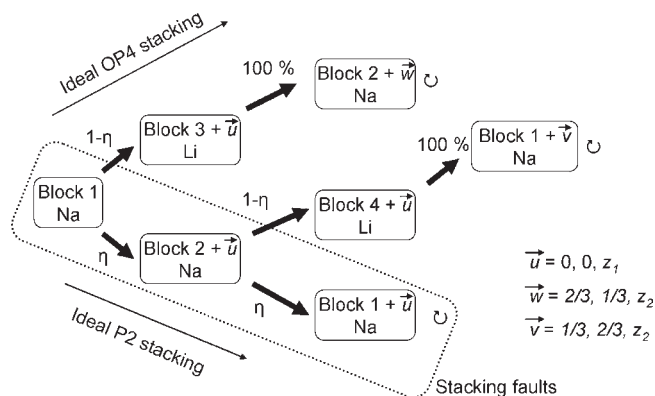 Ideal OP4 stacking
100 %
Block 2 + w⃗
Na
↻
1-η
Block 3 + u⃗
Li
100 %
Block 1 + v⃗
Na
↻
Block 1
Na
1-η
Block 4 + u⃗
Li
η
Block 2 + u⃗
Na
η
Block 1 + u⃗
Na
↻
Ideal P2 stacking
u⃗ = 0, 0, z₁
w⃗ = 2/3, 1/3, z₂
v⃗ = 1/3, 2/3, z₂
Stacking faults